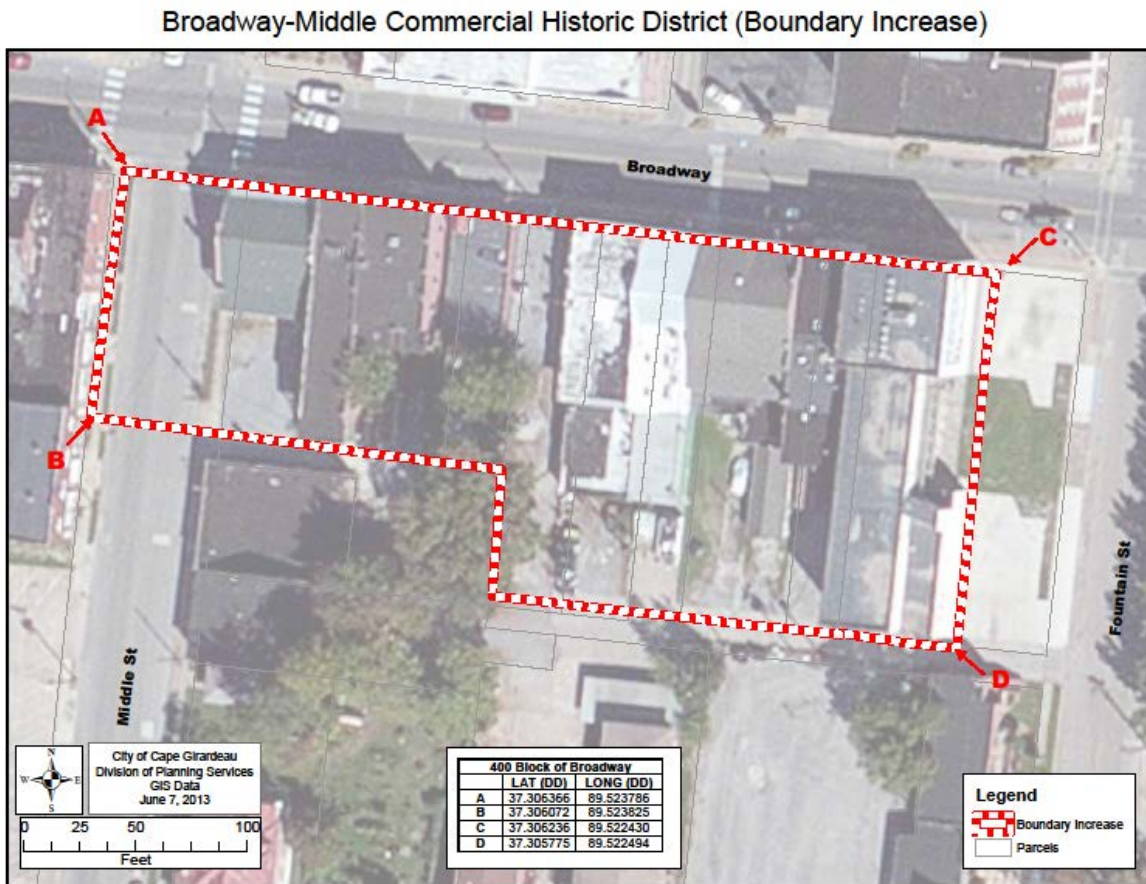 Broadway-Middle Commercial Historic District (Boundary Increase)
A
Broadway
C
B
Middle St
Fountain St
D
N
W E
S
City of Cape Girardeau
Division of Planning Services
GIS Data
June 7, 2013
0 25 50 100
Feet
400 Block of Broadway
LAT (DD) LONG (DD)
A 37.306366 89.523786
B 37.306072 89.523825
C 37.306236 89.522430
D 37.305775 89.522494
Legend
Boundary Increase
Parcels